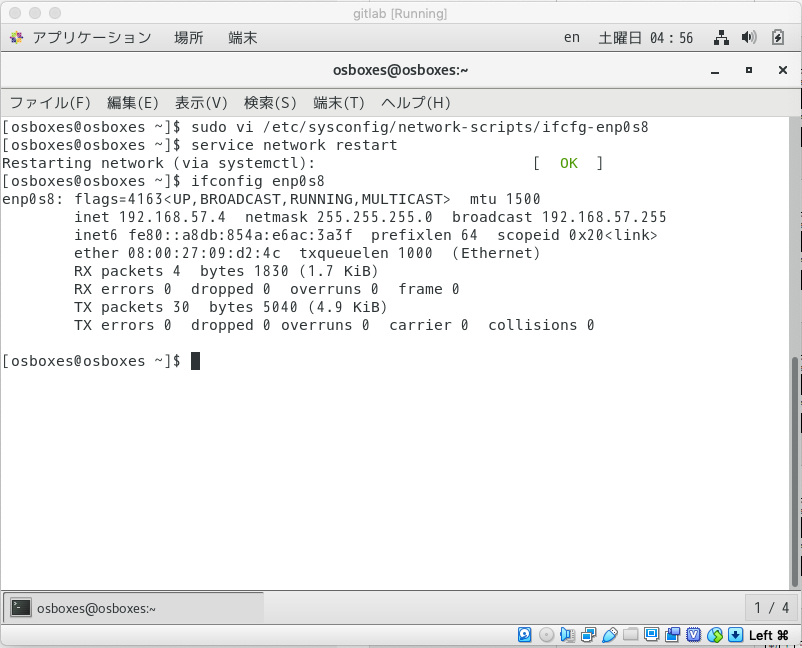 gitlab [Running]
アプリケーション 場所 端末 en 土曜日 04：56
osboxes@osboxes:~
ファイル(F) 編集(E) 表示(V) 検索(S) 端末(T) ヘルプ(H)
[osboxes@osboxes ~]$ sudo vi /etc/sysconfig/network-scripts/ifcfg-enp0s8
[osboxes@osboxes ~]$ service network restart
Restarting network (via systemctl):                        [  OK  ]
[osboxes@osboxes ~]$ ifconfig enp0s8
enp0s8: flags=4163<UP,BROADCAST,RUNNING,MULTICAST>  mtu 1500
        inet 192.168.57.4  netmask 255.255.255.0  broadcast 192.168.57.255
        inet6 fe80::a8db:854a:e6ac:3a3f  prefixlen 64  scopeid 0x20<link>
        ether 08:00:27:09:d2:4c  txqueuelen 1000  (Ethernet)
        RX packets 4  bytes 1830 (1.7 KiB)
        RX errors 0  dropped 0  overruns 0  frame 0
        TX packets 30  bytes 5040 (4.9 KiB)
        TX errors 0  dropped 0 overruns 0  carrier 0  collisions 0
[osboxes@osboxes ~]$
osboxes@osboxes:~ 1 / 4
Left ⌘